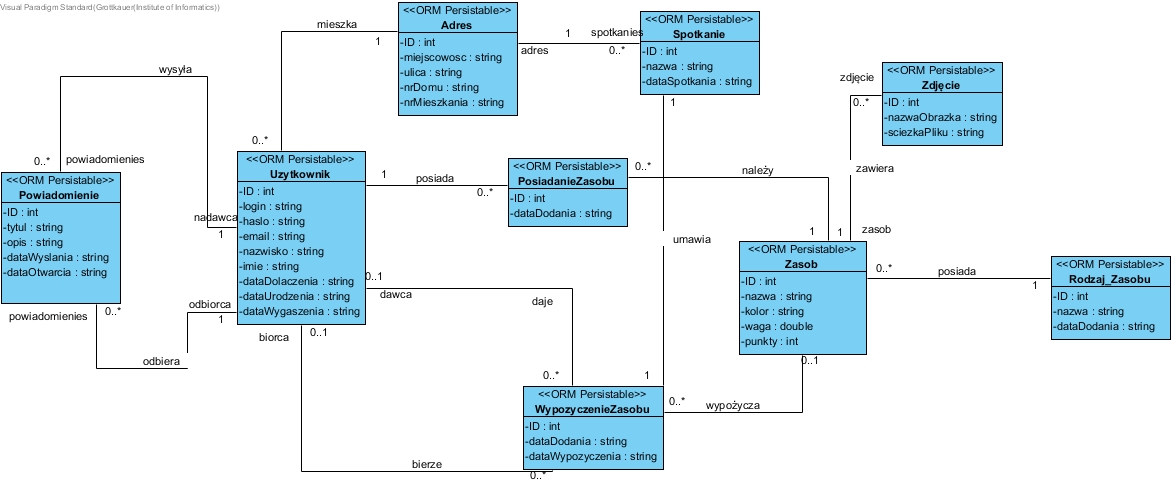 Visual Paradigm Standard(Grottkauer(Institute of Informatics))
<<ORM Persistable>>
Adres
-ID : int
-miejscowosc : string
-ulica : string
-nrDomu : string
-nrMieszkania : string
<<ORM Persistable>>
Spotkanie
-ID : int
-nazwa : string
-dataSpotkania : string
<<ORM Persistable>>
Zdjęcie
-ID : int
-nazwaObrazka : string
-sciezkaPliku : string
mieszka
1
0..*
adres
1
spotkanies
0..*
zdjęcie
0..*
zawiera
1
zasob
wysyła
0..*
powiadomienies
nadawca
1
<<ORM Persistable>>
Powiadomienie
-ID : int
-tytul : string
-opis : string
-dataWyslania : string
-dataOtwarcia : string
<<ORM Persistable>>
Uzytkownik
-ID : int
-login : string
-haslo : string
-email : string
-nazwisko : string
-imie : string
-dataDolaczenia : string
-dataUrodzenia : string
-dataWygaszenia : string
1
posiada
0..*
<<ORM Persistable>>
PosiadanieZasobu
-ID : int
-dataDodania : string
0..*
należy
1
1
umawia
1
<<ORM Persistable>>
Zasob
-ID : int
-nazwa : string
-kolor : string
-waga : double
-punkty : int
0..*
posiada
1
<<ORM Persistable>>
Rodzaj_Zasobu
-ID : int
-nazwa : string
-dataDodania : string
powiadomienies
0..*
odbiera
odbiorca
1
0..1
dawca
daje
0..*
biorca
0..1
bierze
0..*
<<ORM Persistable>>
WypozyczenieZasobu
-ID : int
-dataDodania : string
-dataWypozyczenia : string
0..*
wypożycza
0..1